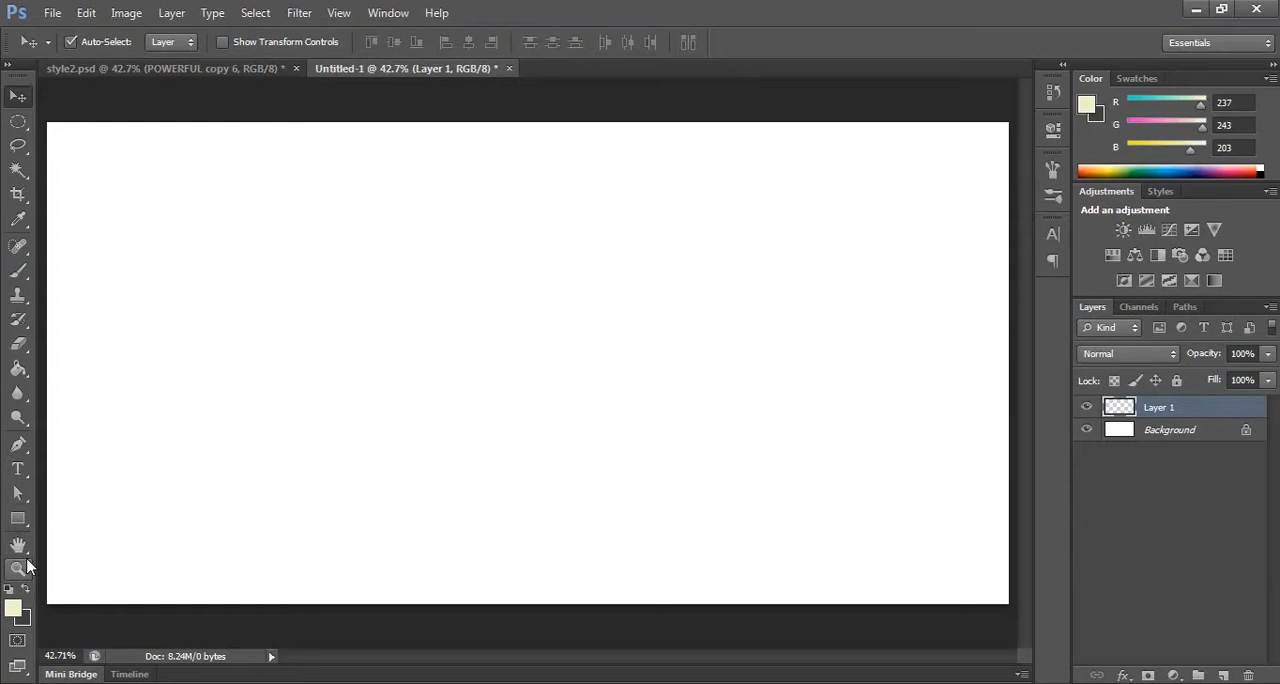 Ps File Edit Image Layer Type Select Filter View Window Help
Auto-Select: Layer Show Transform Controls Essentials
style2.psd @ 42.7% (POWERFUL copy 6, RGB/8) * × Untitled-1 @ 42.7% (Layer 1, RGB/8) * ×
Color Swatches
R 237
G 243
B 203
Adjustments Styles
Add an adjustment
Layers Channels Paths
Kind
Normal Opacity: 100%
Lock: Fill: 100%
Layer 1
Background
42.71% Doc: 8.24M/0 bytes
Mini Bridge Timeline